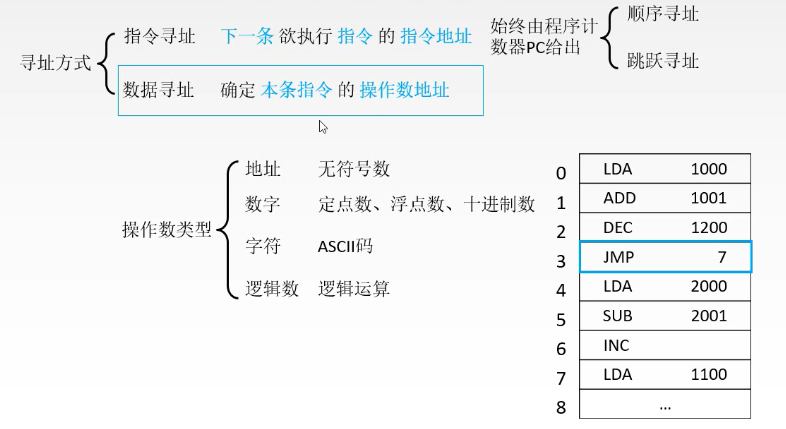 寻址方式
指令寻址 下一条 欲执行 指令 的 指令地址
始终由程序计
数器PC给出
顺序寻址
跳跃寻址
数据寻址 确定 本条指令 的 操作数地址
操作数类型
地址 无符号数
数字 定点数、浮点数、十进制数
字符 ASCII码
逻辑数 逻辑运算
0 LDA 1000
1 ADD 1001
2 DEC 1200
3 JMP 7
4 LDA 2000
5 SUB 2001
6 INC
7 LDA 1100
8 ...